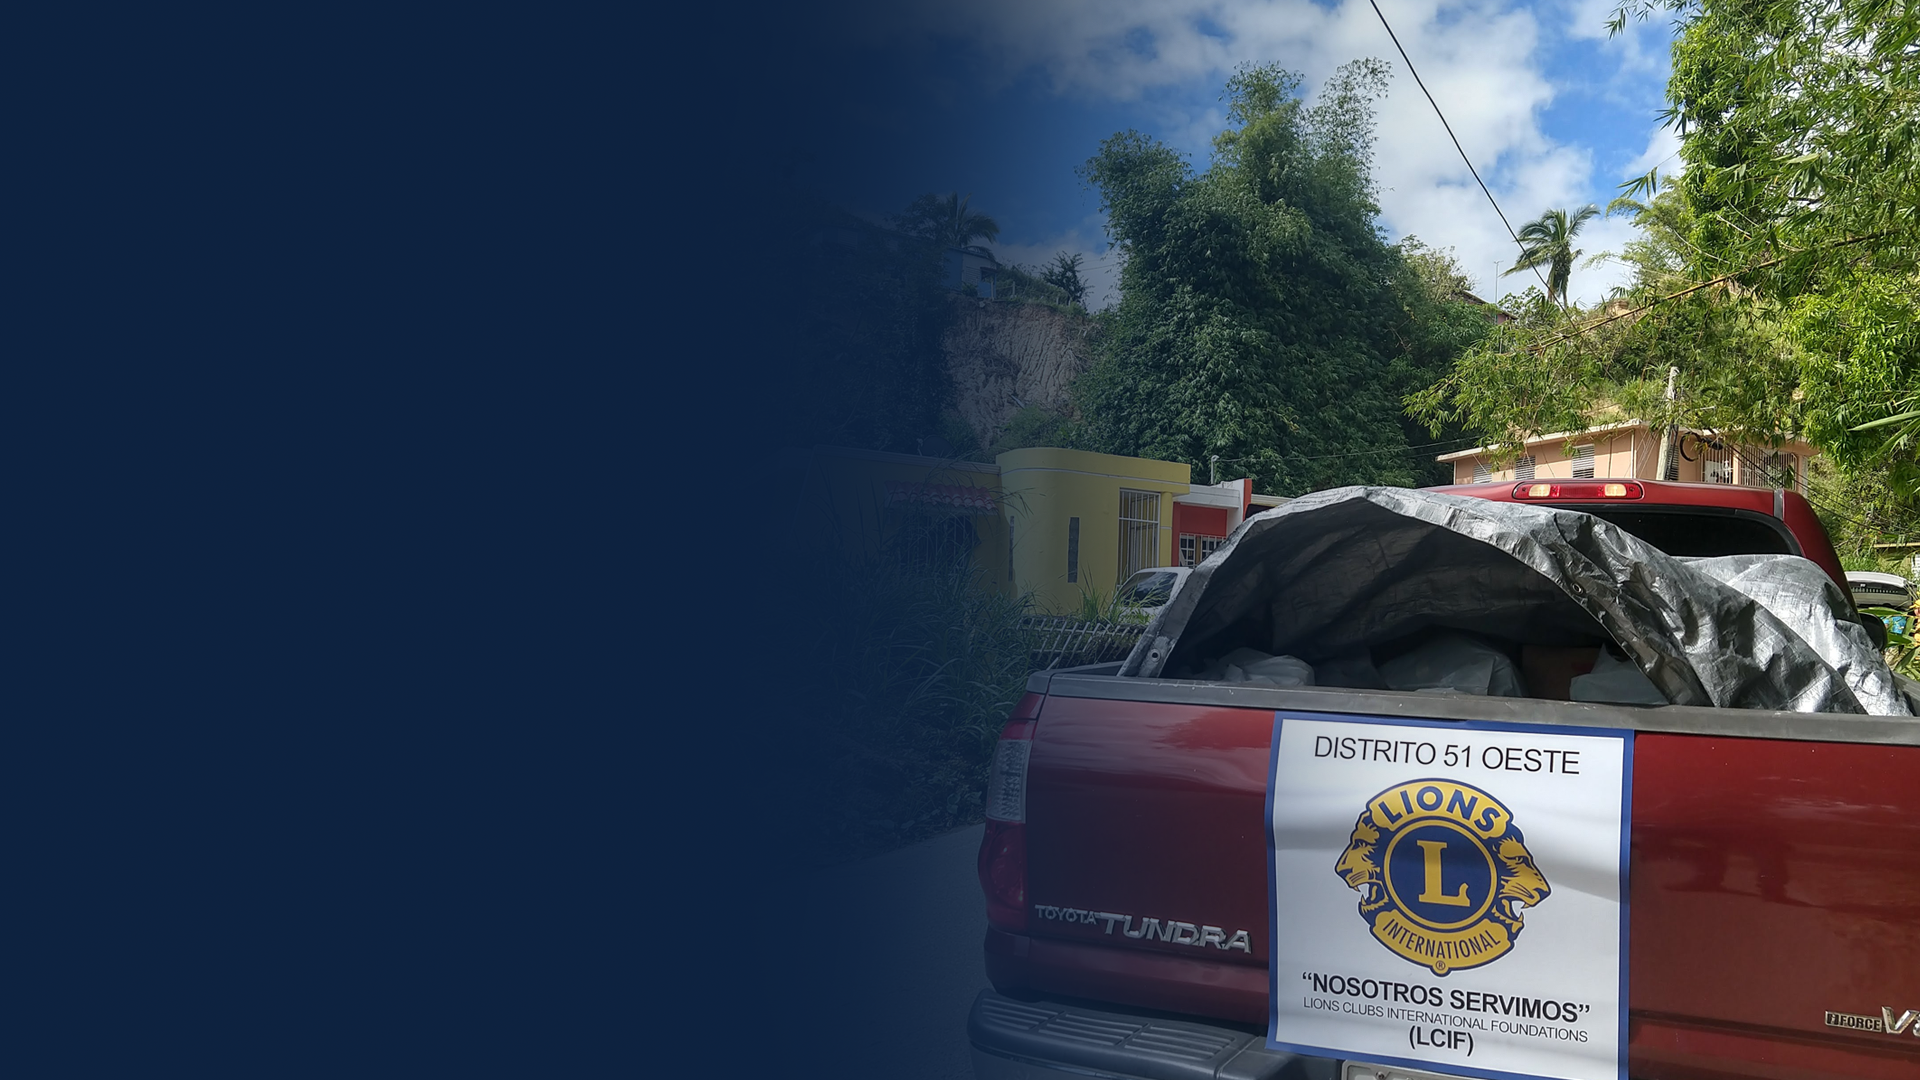 DISTRITO 51 OESTE
LIONS
L
INTERNATIONAL
®
“NOSOTROS SERVIMOS”
LIONS CLUBS INTERNATIONAL FOUNDATIONS
(LCIF)
TOYOTA TUNDRA
iFORCE V8